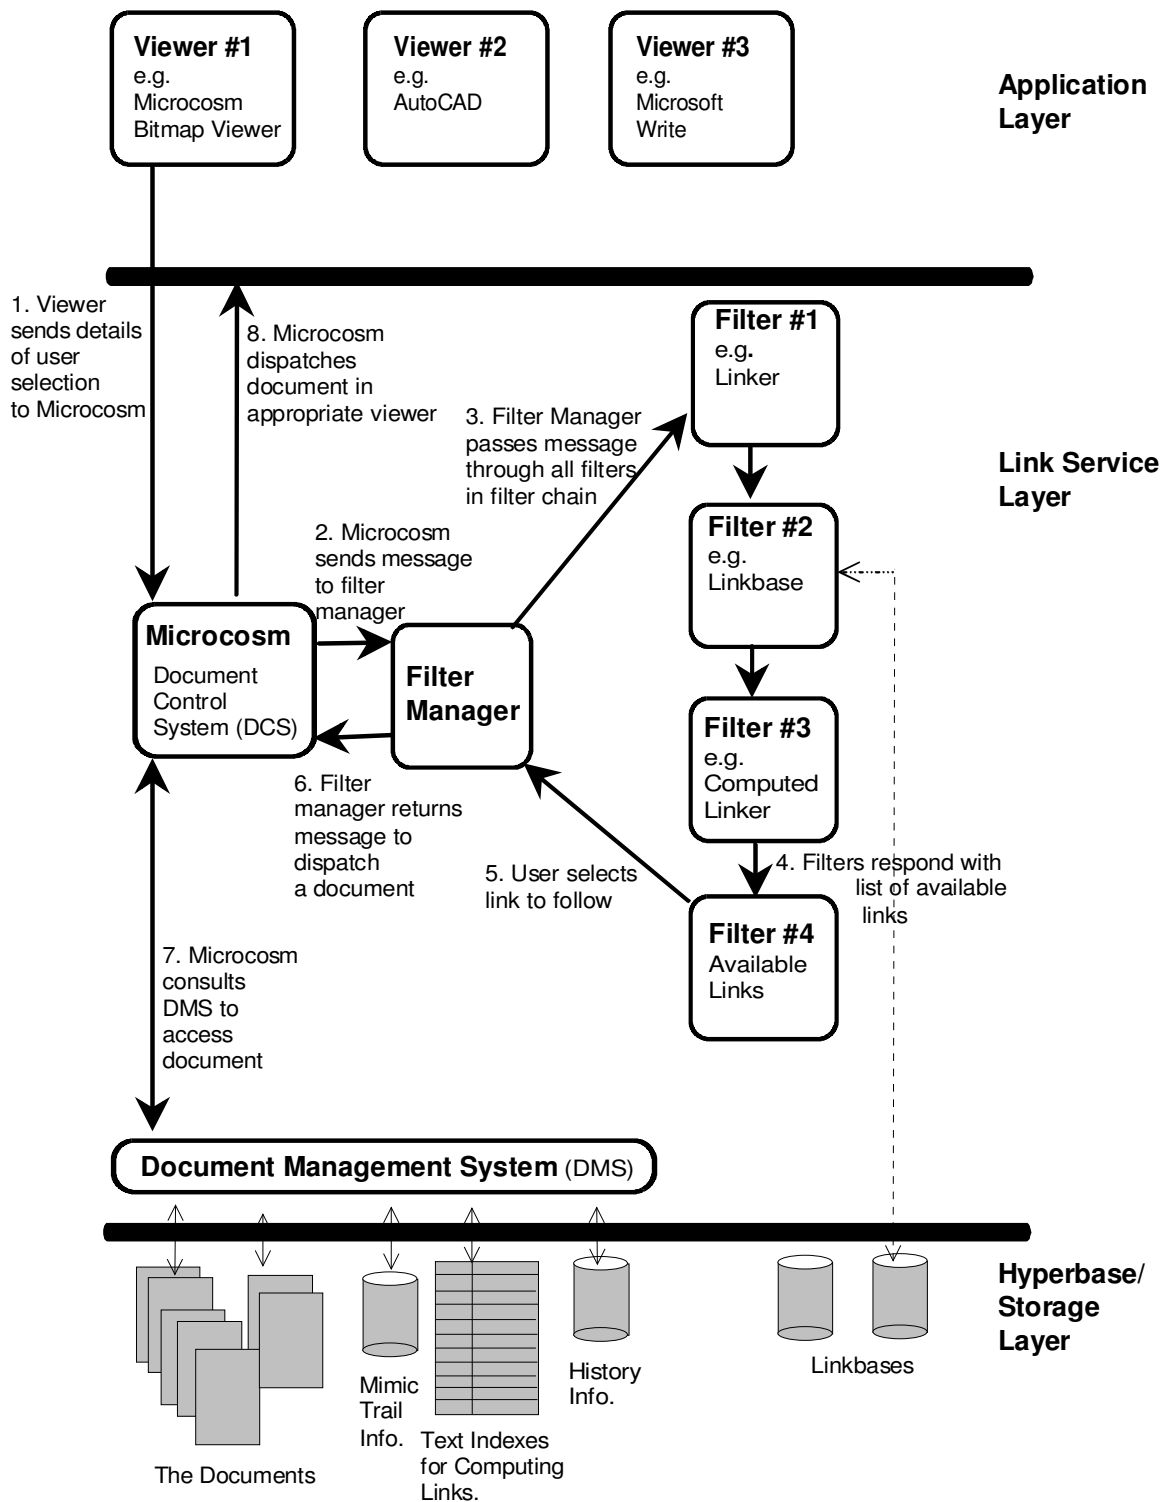 Viewer #1
e.g.
Microcosm
Bitmap Viewer
Viewer #2
e.g.
AutoCAD
Viewer #3
e.g.
Microsoft
Write
Application
Layer
1. Viewer
sends details
of user
selection
to Microcosm
8. Microcosm
dispatches
document in
appropriate viewer
3. Filter Manager
passes message
through all filters
in filter chain
Filter #1
e.g.
Linker
Link Service
Layer
2. Microcosm
sends message
to filter
manager
Filter #2
e.g.
Linkbase
Microcosm
Document
Control
System (DCS)
Filter
Manager
Filter #3
e.g.
Computed
Linker
6. Filter
manager returns
message to
dispatch
a document
5. User selects
link to follow
4. Filters respond with
list of available
links
Filter #4
Available
Links
7. Microcosm
consults
DMS to
access
document
Document Management System (DMS)
Hyperbase/
Storage
Layer
The Documents
Mimic
Trail
Info.
Text Indexes
for Computing
Links.
History
Info.
Linkbases